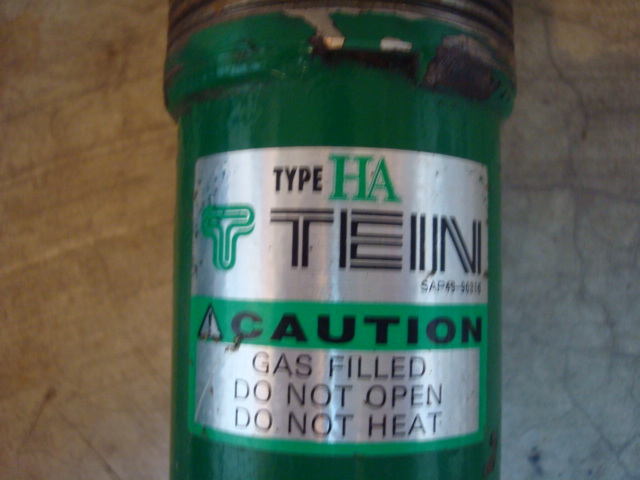 TYPE HA
TEIN
CAUTION
GAS FILLED
DO NOT OPEN
DO NOT HEAT